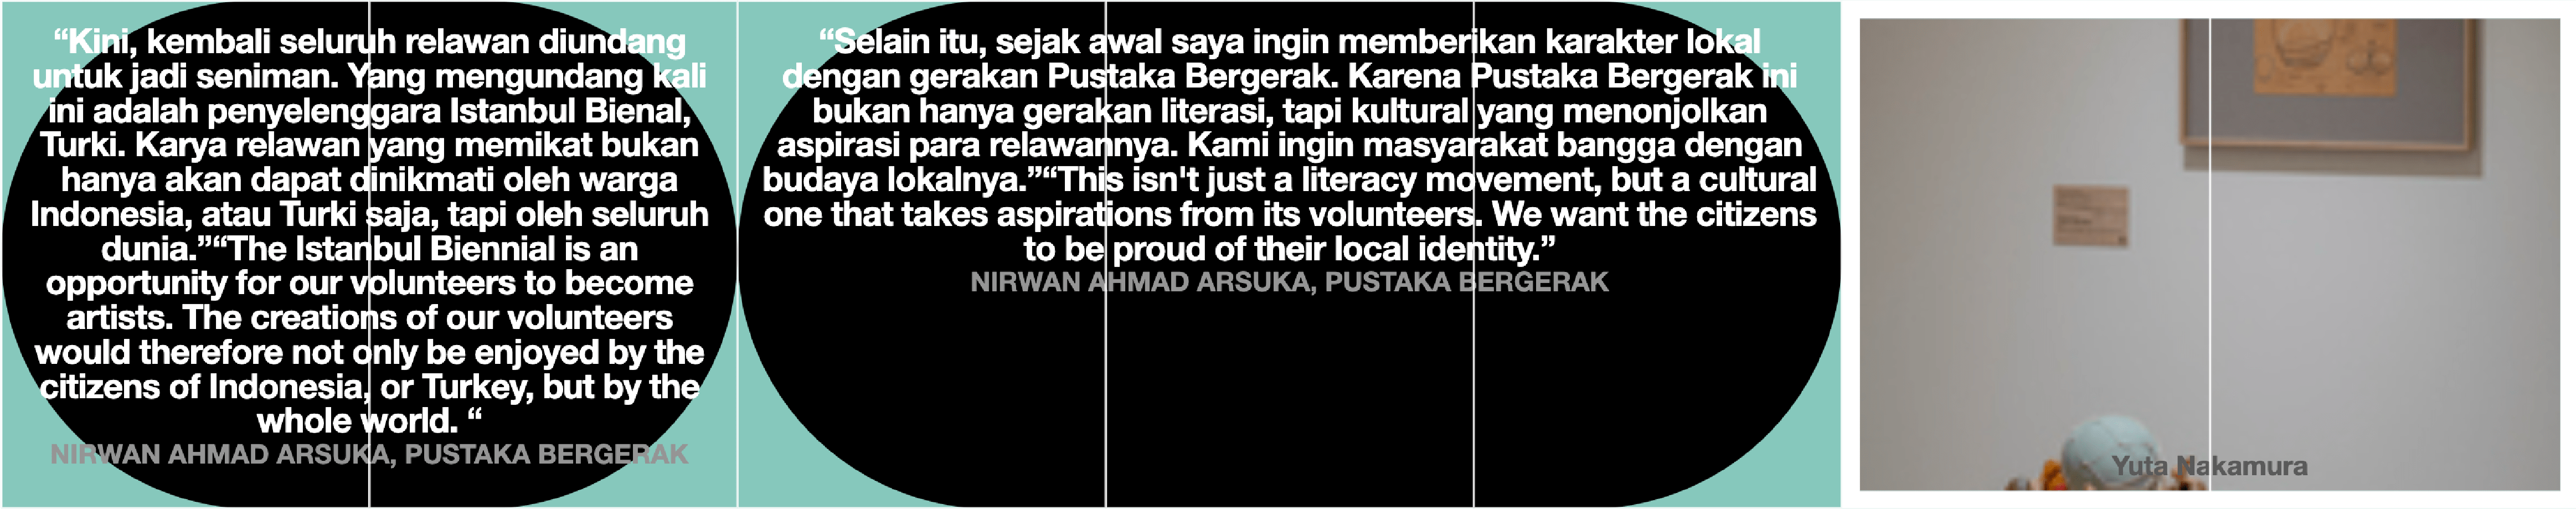 “Kini, kembali seluruh relawan diundang
untuk jadi seniman. Yang mengundang kali
ini adalah penyelenggara Istanbul Bienal,
Turki. Karya relawan yang memikat bukan
hanya akan dapat dinikmati oleh warga
Indonesia, atau Turki saja, tapi oleh seluruh
dunia.”“The Istanbul Biennial is an
opportunity for our volunteers to become
artists. The creations of our volunteers
would therefore not only be enjoyed by the
citizens of Indonesia, or Turkey, but by the
whole world. “
NIRWAN AHMAD ARSUKA, PUSTAKA BERGERAK
“Selain itu, sejak awal saya ingin memberikan karakter lokal
dengan gerakan Pustaka Bergerak. Karena Pustaka Bergerak ini
bukan hanya gerakan literasi, tapi kultural yang menonjolkan
aspirasi para relawannya. Kami ingin masyarakat bangga dengan
budaya lokalnya.”“This isn't just a literacy movement, but a cultural
one that takes aspirations from its volunteers. We want the citizens
to be proud of their local identity.”
NIRWAN AHMAD ARSUKA, PUSTAKA BERGERAK
Yuta Nakamura